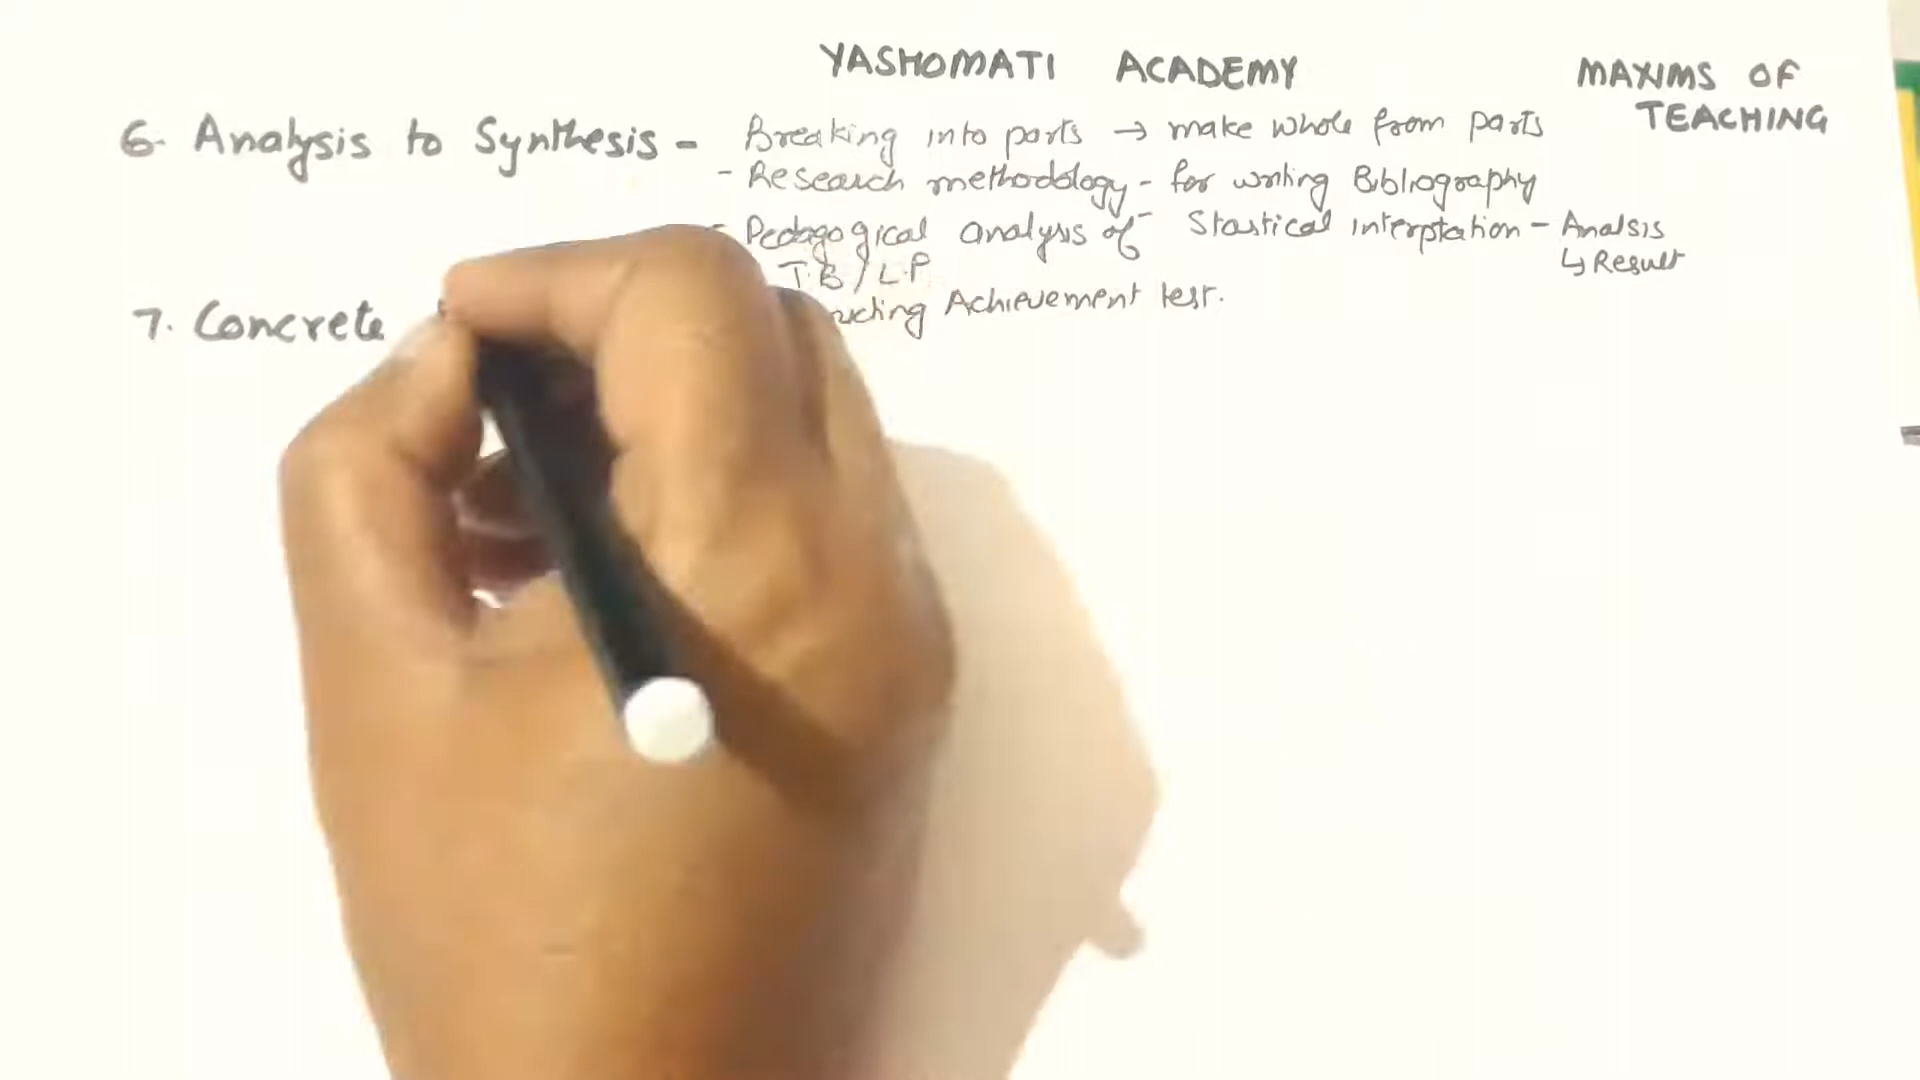 YASHOMATI ACADEMY
MAXIMS OF
TEACHING
6. Analysis to Synthesis - Breaking into parts → make whole from parts
- Research methodology - for writing Bibliography
- Pedagogical analysis of Stastical interptation - Analsis
↳ Result
T.B / L.P
Achievement test.
7. Concrete